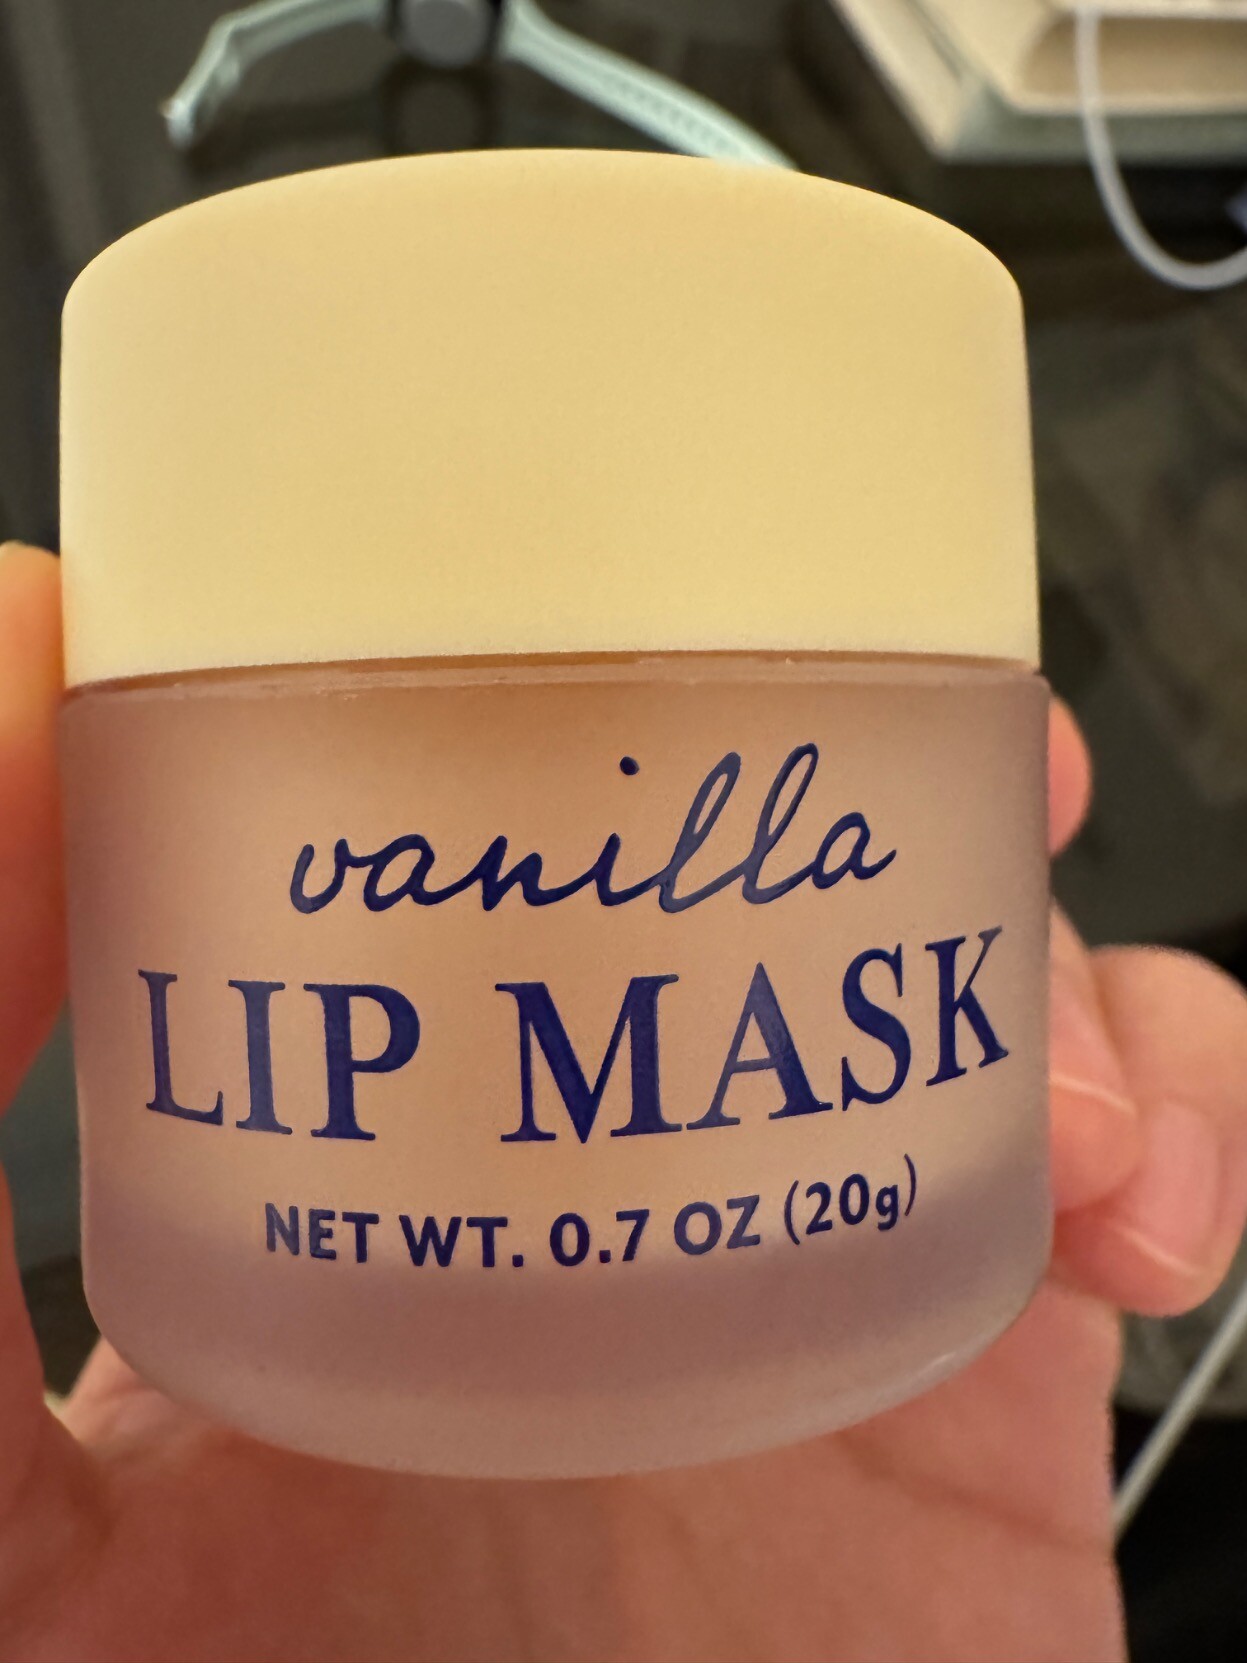 vanilla
LIP MASK
NET WT. 0.7 OZ (20g)